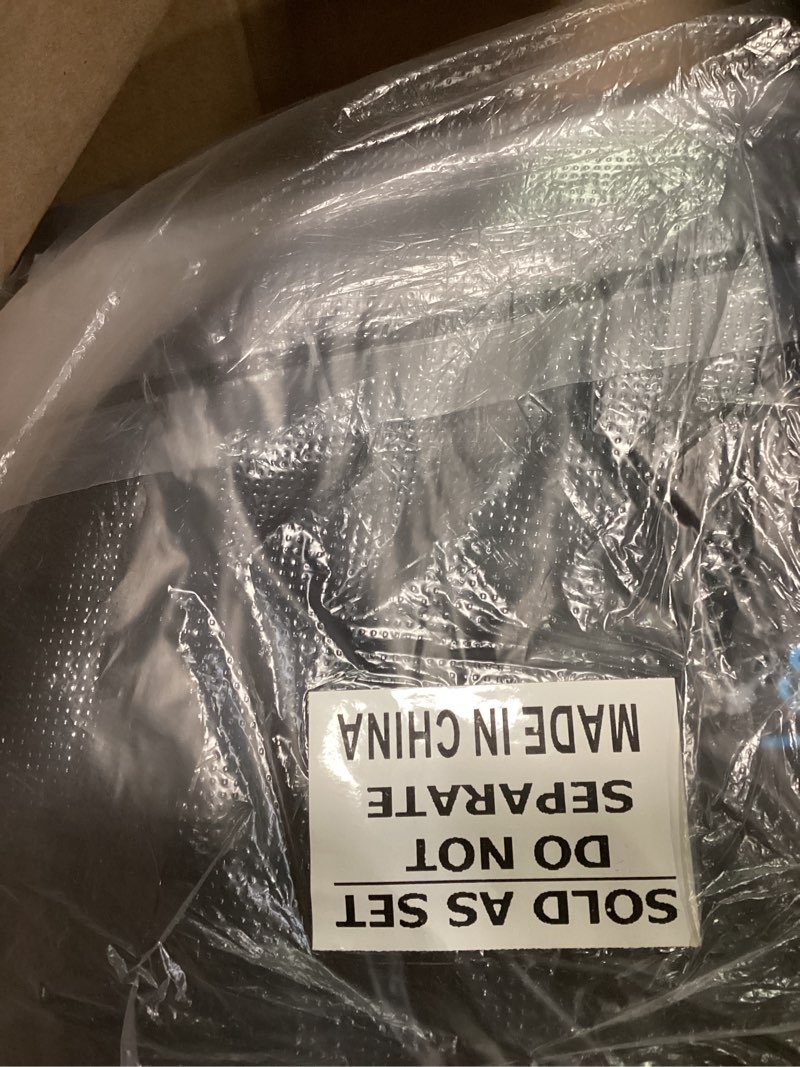 SOLD AS SET
DO NOT
SEPARATE
MADE IN CHINA